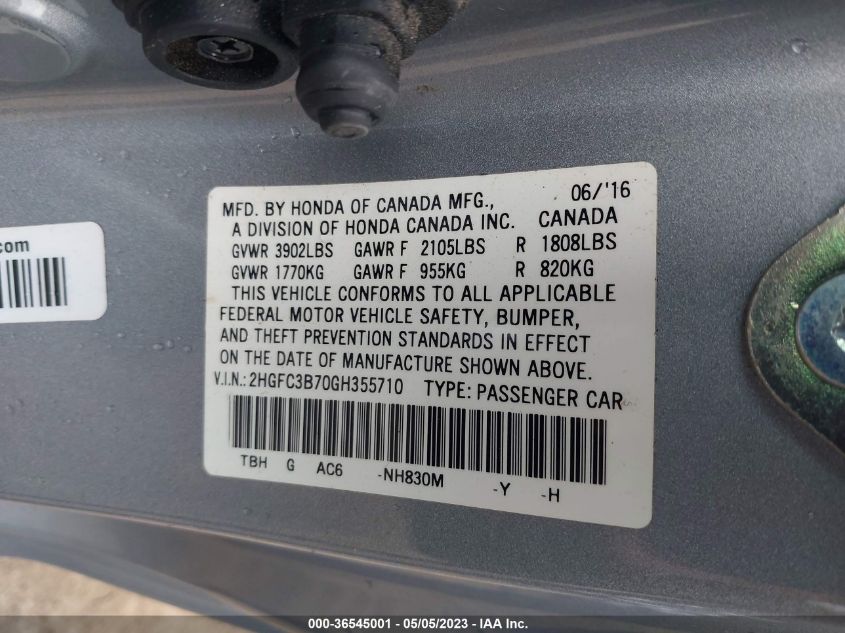 MFD. BY HONDA OF CANADA MFG., 06/'16
A DIVISION OF HONDA CANADA INC. CANADA
GVWR 3902LBS GAWR F 2105LBS R 1808LBS
GVWR 1770KG GAWR F 955KG R 820KG
THIS VEHICLE CONFORMS TO ALL APPLICABLE
FEDERAL MOTOR VEHICLE SAFETY, BUMPER,
AND THEFT PREVENTION STANDARDS IN EFFECT
ON THE DATE OF MANUFACTURE SHOWN ABOVE.
V.I.N.: 2HGFC3B70GH355710 TYPE: PASSENGER CAR
TBH G AC6 -NH830M -Y -H
.com
000-36545001 - 05/05/2023 - IAA Inc.